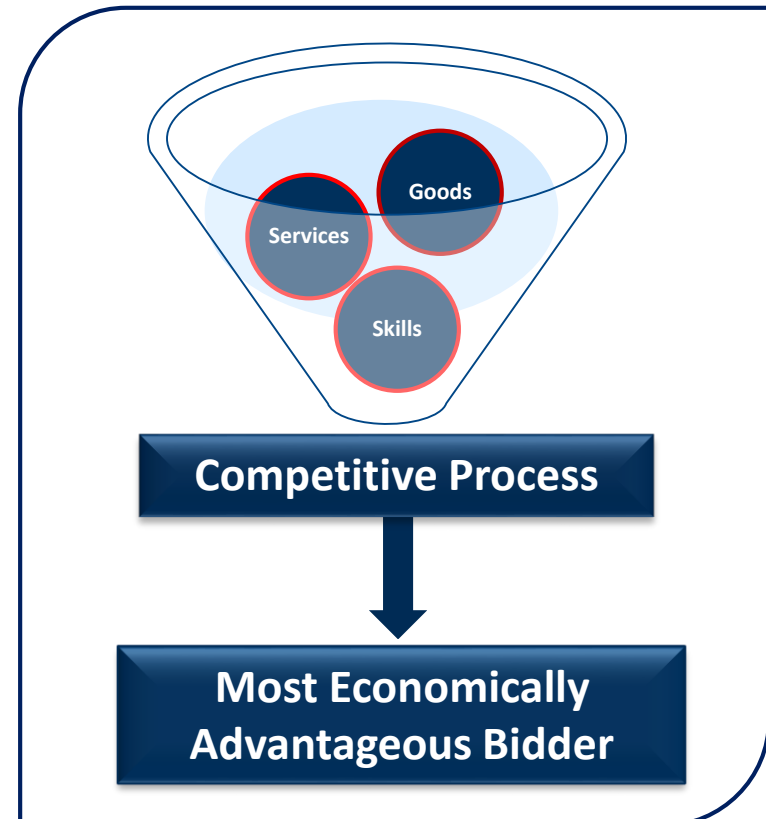 Goods
Services
Skills
Competitive Process
Most Economically
Advantageous Bidder